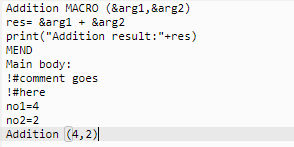 Addition MACRO (&arg1,&arg2)
res= &arg1 + &arg2
print("Addition result:"+res)
MEND
Main body:
!#comment goes
!#here
no1=4
no2=2
Addition (4,2)